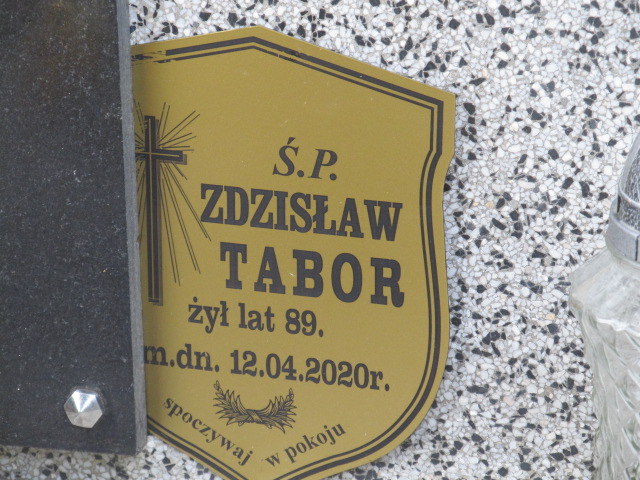 Ś.P.
ZDZISŁAW
TABOR
żył lat 89.
m.dn. 12.04.2020r.
spoczywaj w pokoju